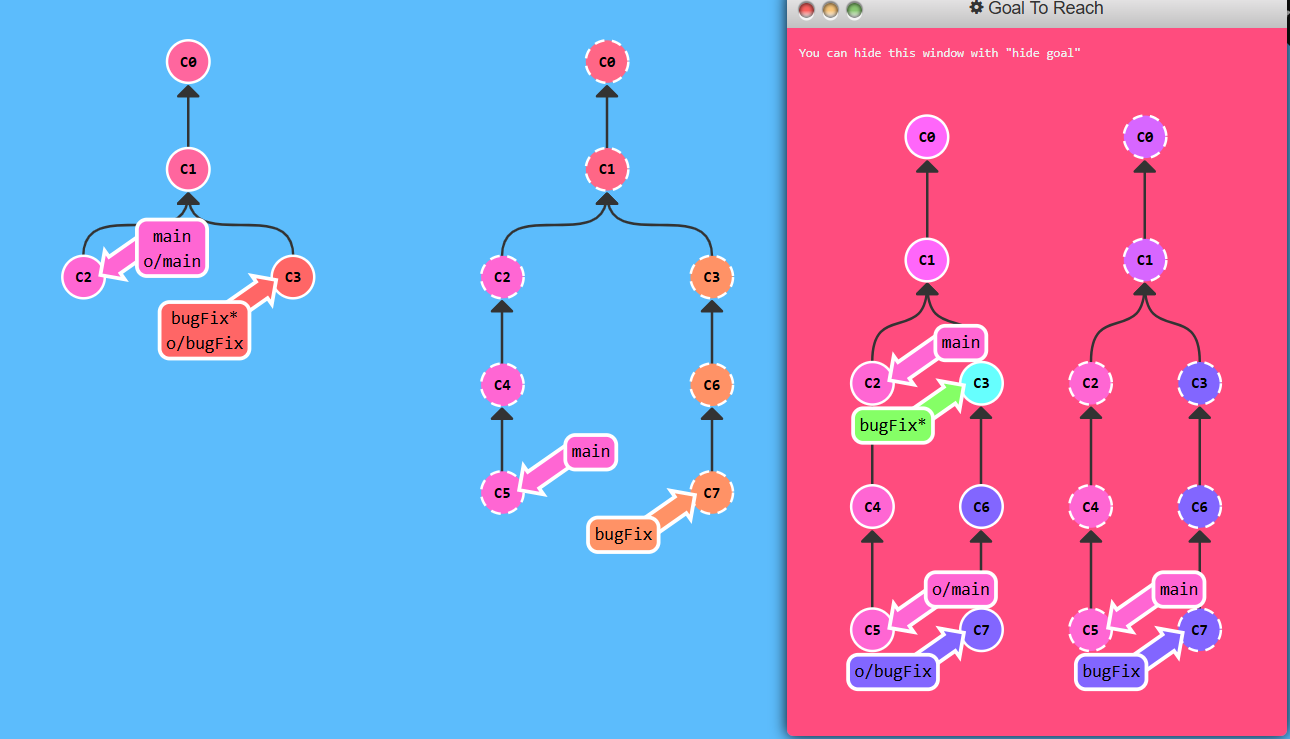 Goal To Reach
You can hide this window with "hide goal"
C0
C1
main
o/main
C2
C3
bugFix*
o/bugFix
C0
C1
C2
C3
C4
C6
main
C5
C7
bugFix
C0
C1
main
C2
C3
bugFix*
C4
C6
o/main
C5
C7
o/bugFix
C0
C1
C2
C3
C4
C6
main
C5
C7
bugFix